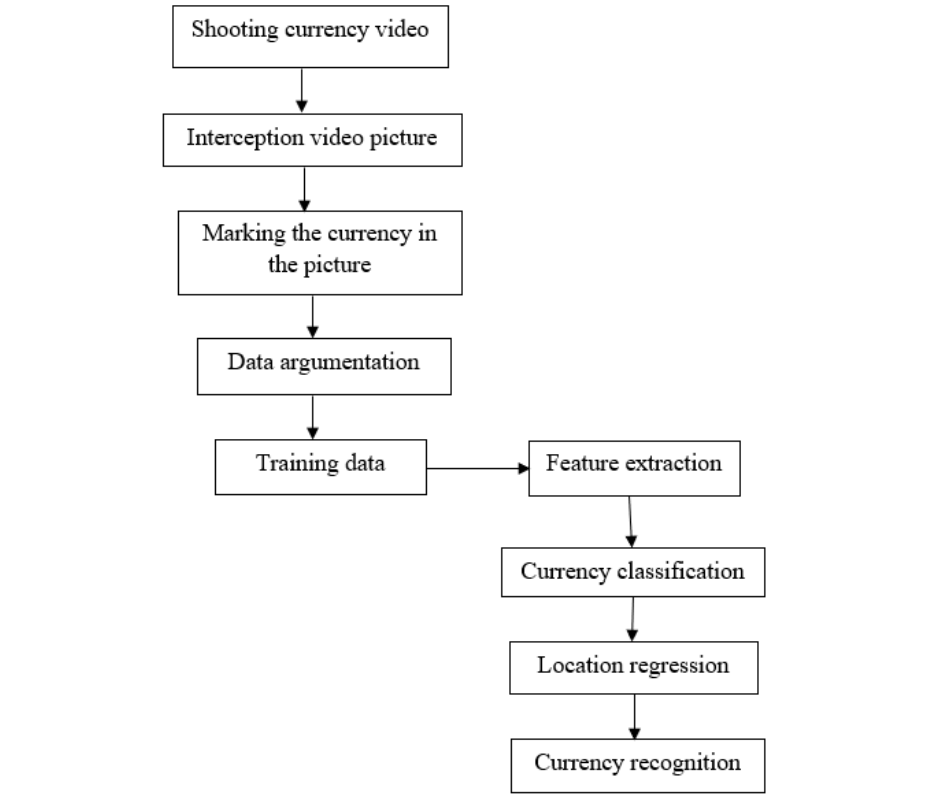 Shooting currency video
Interception video picture
Marking the currency in
the picture
Data argumentation
Training data
Feature extraction
Currency classification
Location regression
Currency recognition